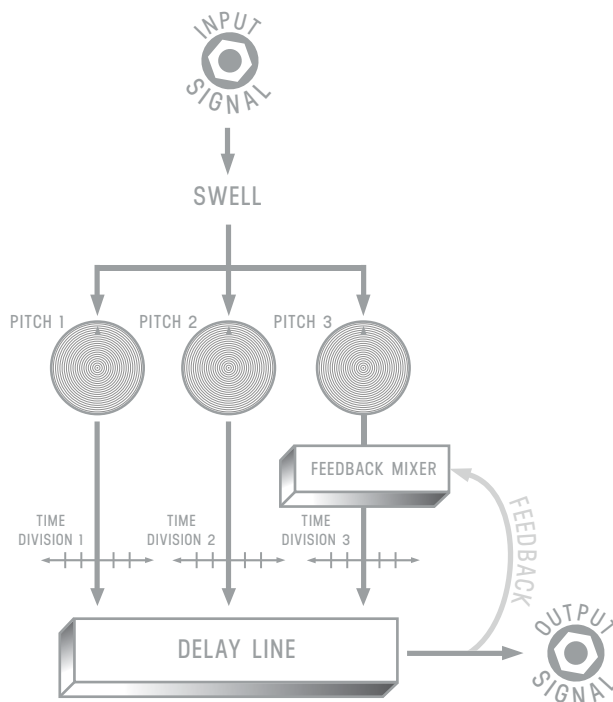 INPUT
SIGNAL
SWELL
PITCH 1
PITCH 2
PITCH 3
FEEDBACK MIXER
TIME
DIVISION 1
TIME
DIVISION 2
TIME
DIVISION 3
FEEDBACK
DELAY LINE
OUTPUT
SIGNAL